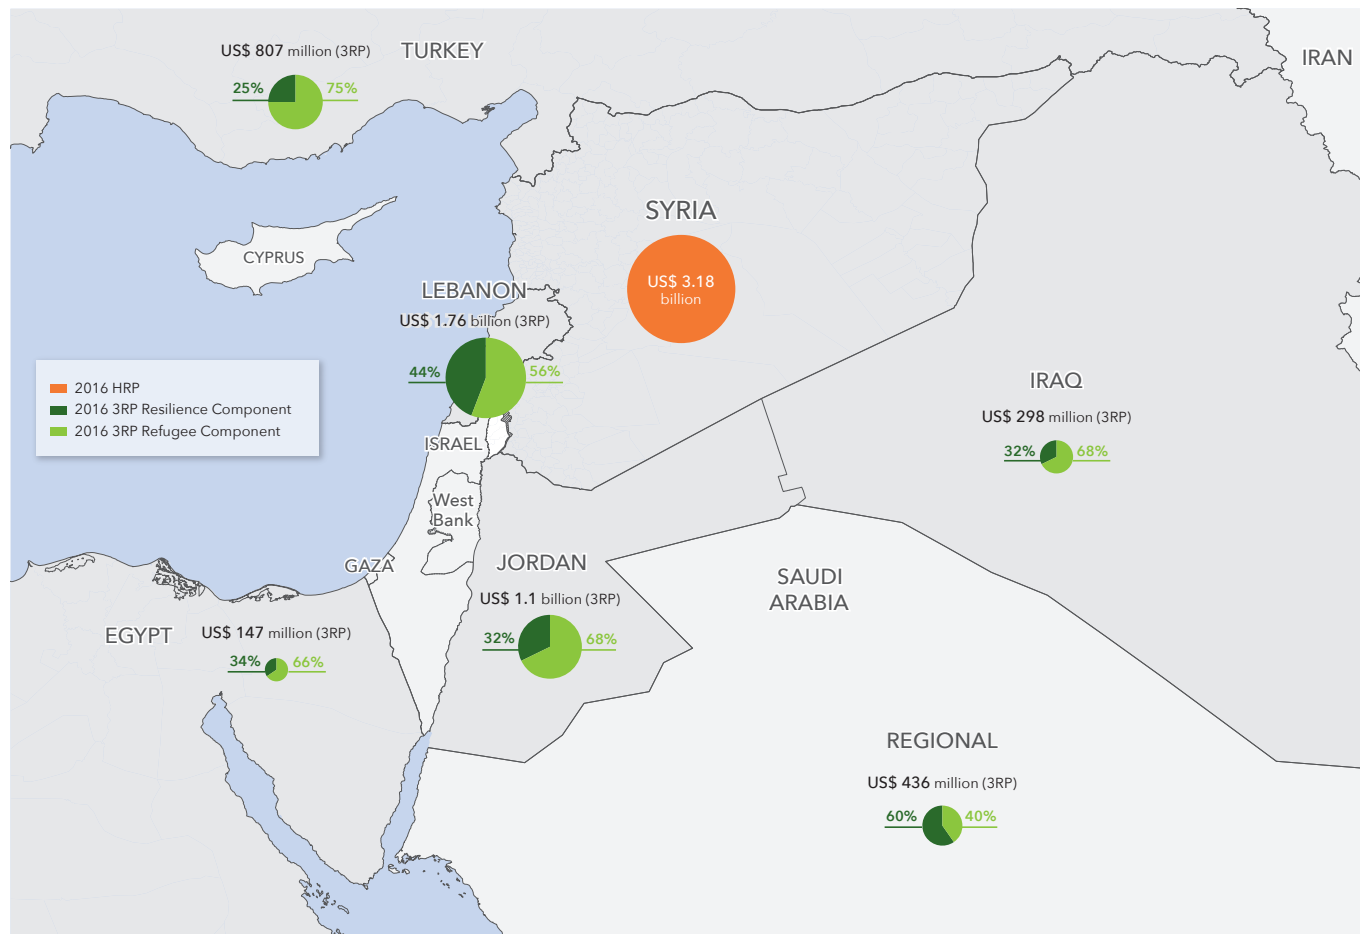 US$ 807 million (3RP)
TURKEY
25%
75%
IRAN
SYRIA
US$ 3.18
billion
CYPRUS
LEBANON
US$ 1.76 billion (3RP)
44%
56%
2016 HRP
2016 3RP Resilience Component
2016 3RP Refugee Component
IRAQ
US$ 298 million (3RP)
32%
68%
ISRAEL
West
Bank
GAZA
JORDAN
US$ 1.1 billion (3RP)
32%
68%
SAUDI
ARABIA
EGYPT
US$ 147 million (3RP)
34%
66%
REGIONAL
US$ 436 million (3RP)
60%
40%